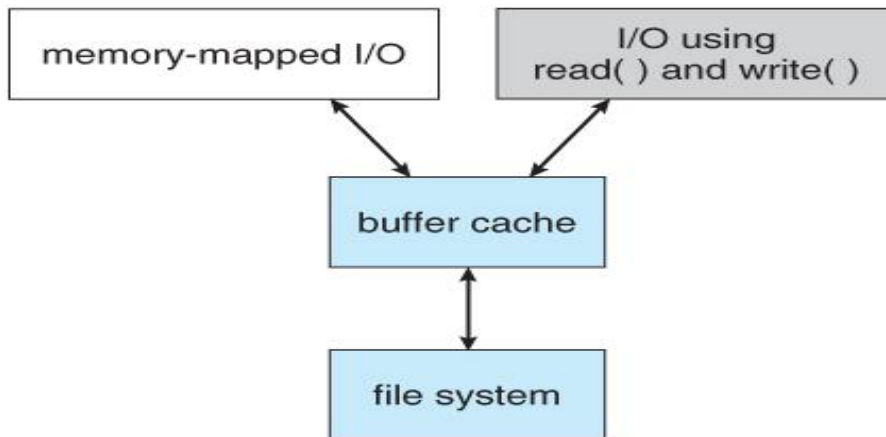 memory-mapped I/O
I/O using
read( ) and write( )
buffer cache
file system